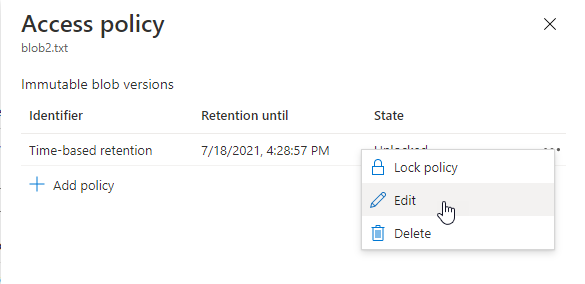 Access policy
blob2.txt
Immutable blob versions
Identifier Retention until State
Time-based retention 7/18/2021, 4:28:57 PM Unlocked
Lock policy
+ Add policy
Edit
Delete